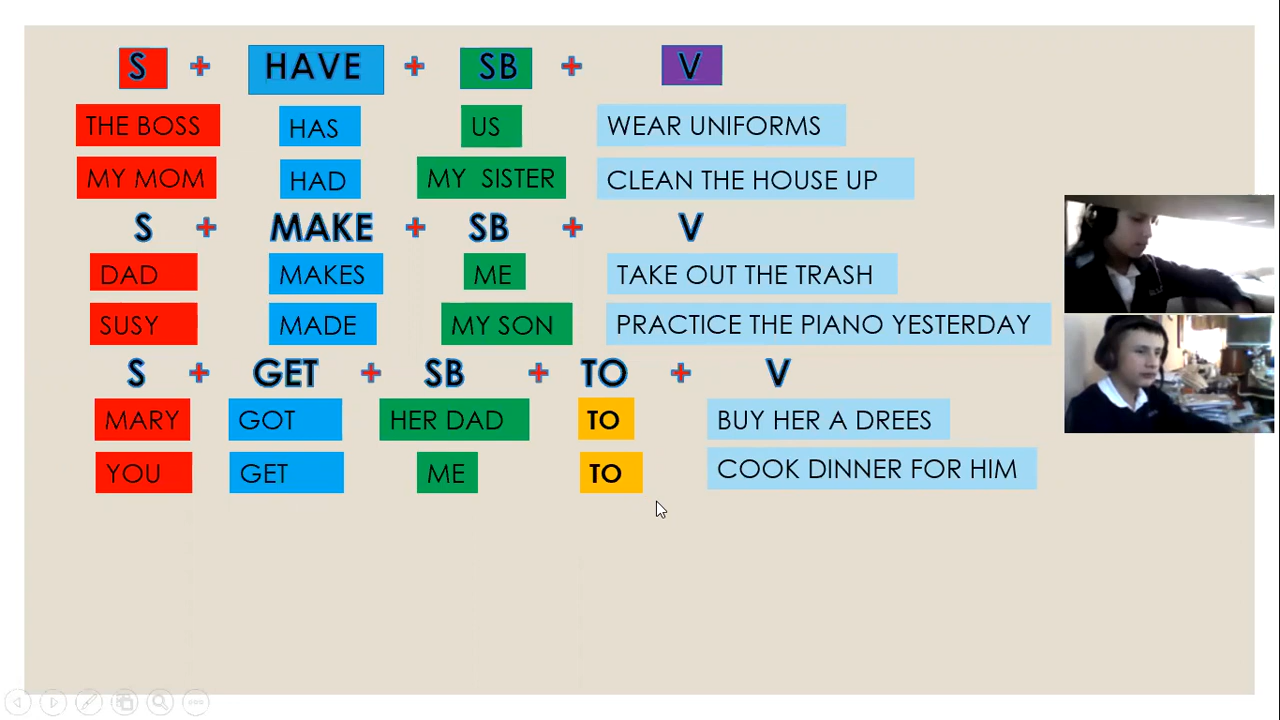 S + HAVE + SB + V
THE BOSS HAS US WEAR UNIFORMS
MY MOM HAD MY SISTER CLEAN THE HOUSE UP
S + MAKE + SB + V
DAD MAKES ME TAKE OUT THE TRASH
SUSY MADE MY SON PRACTICE THE PIANO YESTERDAY
S + GET + SB + TO + V
MARY GOT HER DAD TO BUY HER A DREES
YOU GET ME TO COOK DINNER FOR HIM